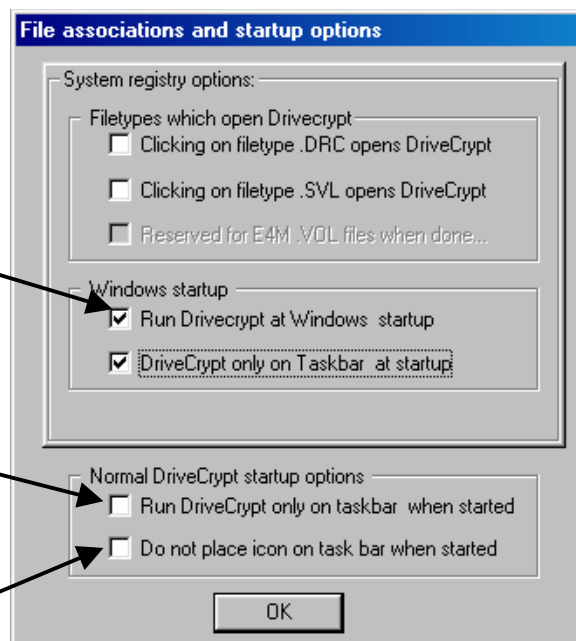 File associations and startup options
System registry options:
Filetypes which open Drivecrypt
Clicking on filetype .DRC opens DriveCrypt
Clicking on filetype .SVL opens DriveCrypt
Reserved for E4M .VOL files when done...
Windows startup
Run Drivecrypt at Windows startup
DriveCrypt only on Taskbar at startup
Normal DriveCrypt startup options
Run DriveCrypt only on taskbar when started
Do not place icon on task bar when started
OK